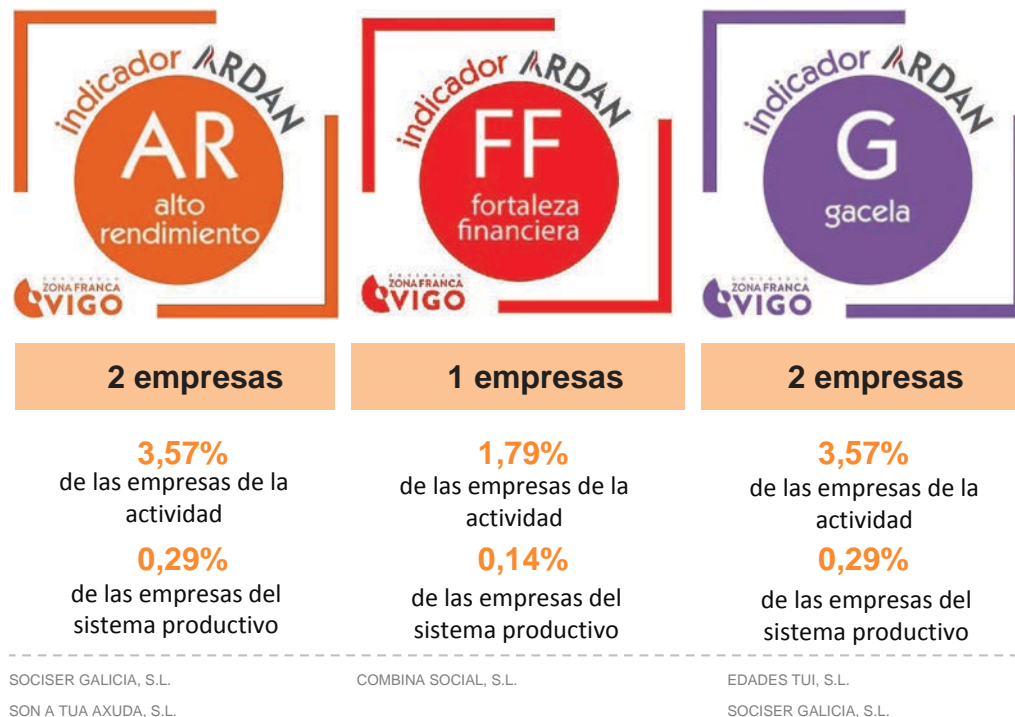 indicador ARDAN
AR
alto
rendimiento
CONSORCIO
ZONA FRANCA
VIGO
2 empresas
3,57%
de las empresas de la
actividad
0,29%
de las empresas del
sistema productivo
SOCISER GALICIA, S.L.
SON A TUA AXUDA, S.L.
indicador ARDAN
FF
fortaleza
financiera
CONSORCIO
ZONA FRANCA
VIGO
1 empresas
1,79%
de las empresas de la
actividad
0,14%
de las empresas del
sistema productivo
COMBINA SOCIAL, S.L.
indicador ARDAN
G
gacela
CONSORCIO
ZONA FRANCA
VIGO
2 empresas
3,57%
de las empresas de la
actividad
0,29%
de las empresas del
sistema productivo
EDADES TUI, S.L.
SOCISER GALICIA, S.L.